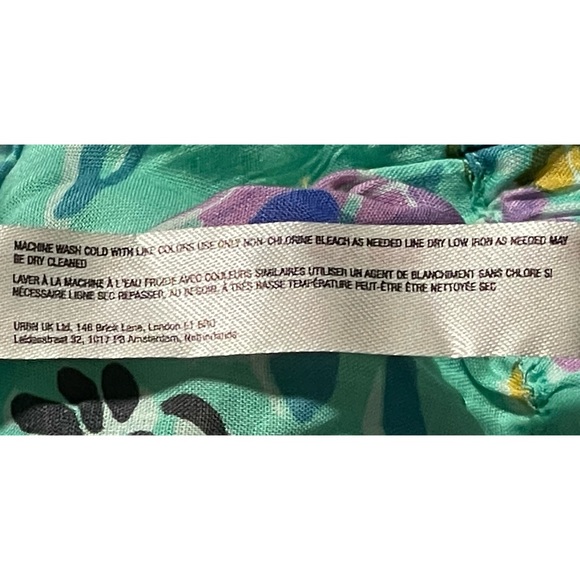 MACHINE WASH COLD WITH LIKE COLORS USE ONLY NON-CHLORINE BLEACH AS NEEDED LINE DRY LOW IRON AS NEEDED MAY
BE DRY CLEANED
LAVER À LA MACHINE À L'EAU FROIDE AVEC COULEURS SIMILAIRES UTILISER UN AGENT DE BLANCHIMENT SANS CHLORE SI
NÉCESSAIRE LIGNE SEC REPASSER, AU BESOIN, À TRÈS BASSE TEMPÉRATURE PEUT-ÊTRE ÊTRE NETTOYÉE SEC
URBN UK Ltd, 146 Brick Lane, London E1 6RU
Leidsestraat 32, 1017 PB Amsterdam, Netherlands